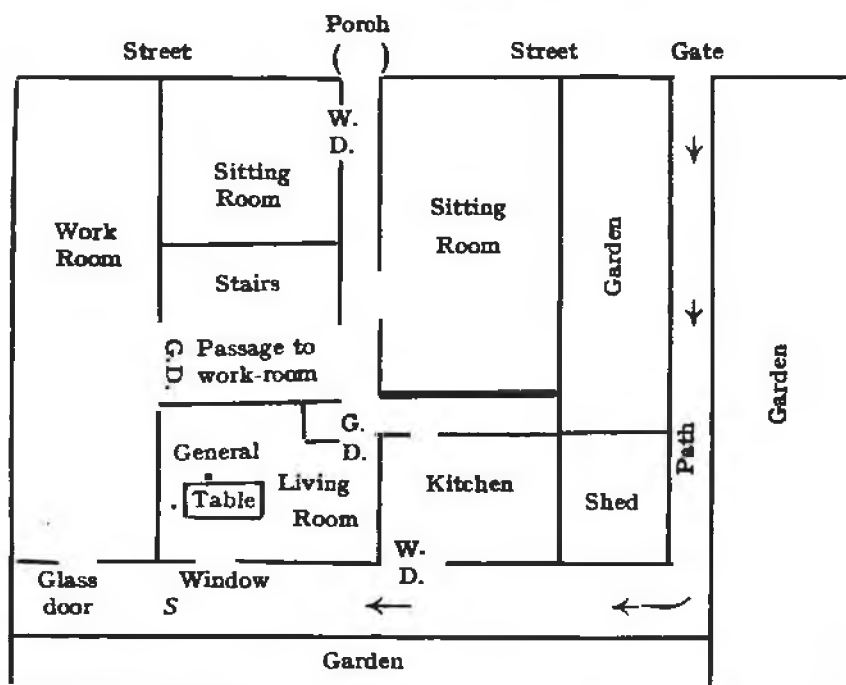 Porch
Street ( ) Street Gate
W.
D.
Sitting
Room
Sitting
Room
Work
Room
Garden
Stairs
G.D.
Passage to
work-room
Garden
G.
D.
General
Living
Room
Table
Kitchen
Shed
Path
W.
D.
Glass
door
Window
S
Garden